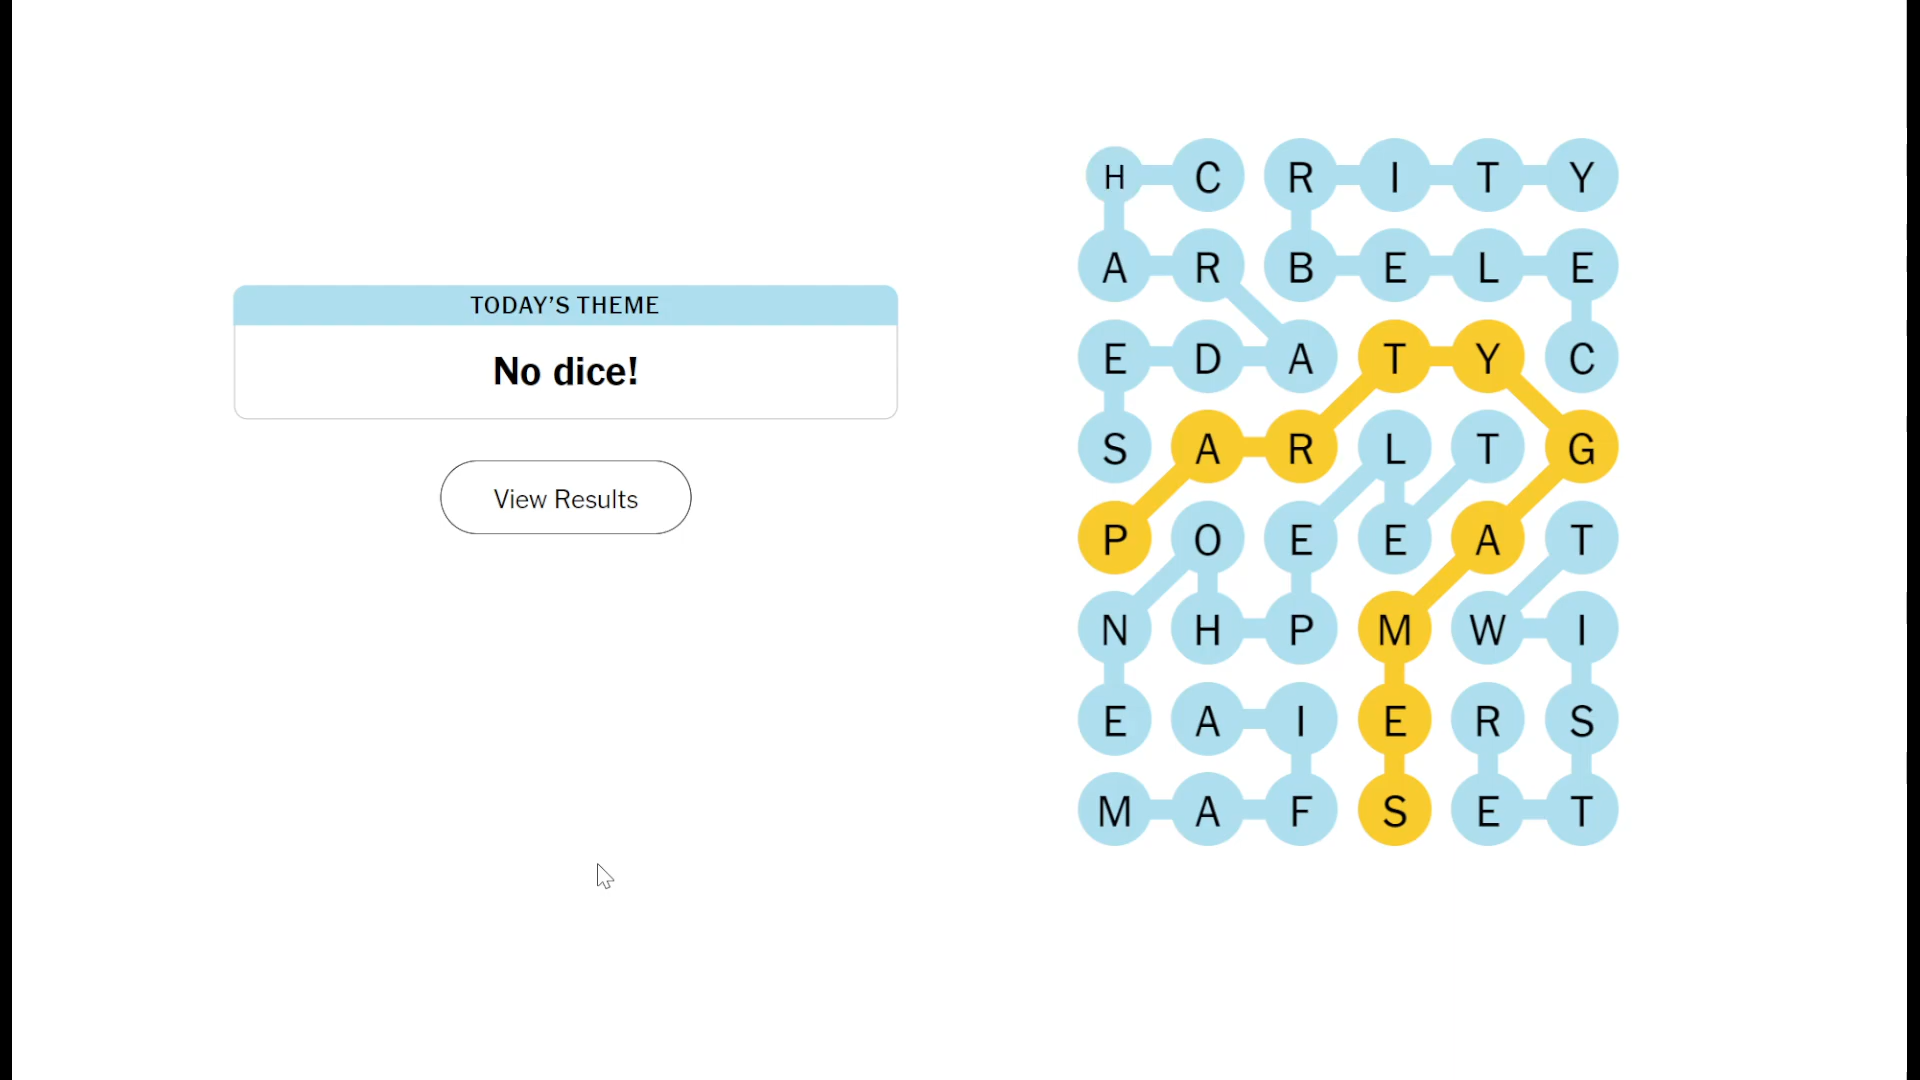 TODAY'S THEME
No dice!
View Results
H C R I T Y
A R B E L E
E D A T Y C
S A R L T G
P O E E A T
N H P M W I
E A I E R S
M A F S E T